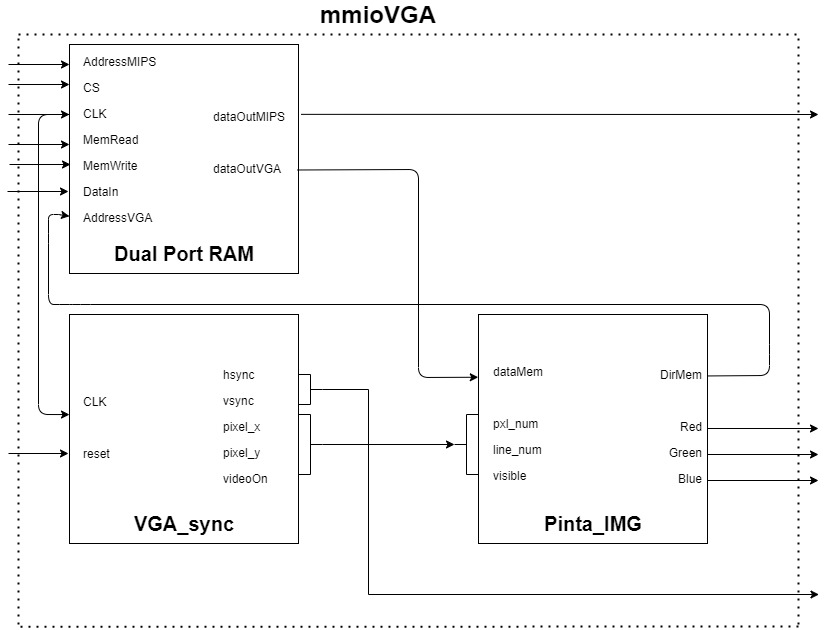 mmioVGA
AddressMIPS
CS
CLK
MemRead
MemWrite
DataIn
AddressVGA
dataOutMIPS
dataOutVGA
Dual Port RAM
CLK
reset
hsync
vsync
pixel_x
pixel_y
videoOn
VGA_sync
dataMem
pxl_num
line_num
visible
DirMem
Red
Green
Blue
Pinta_IMG